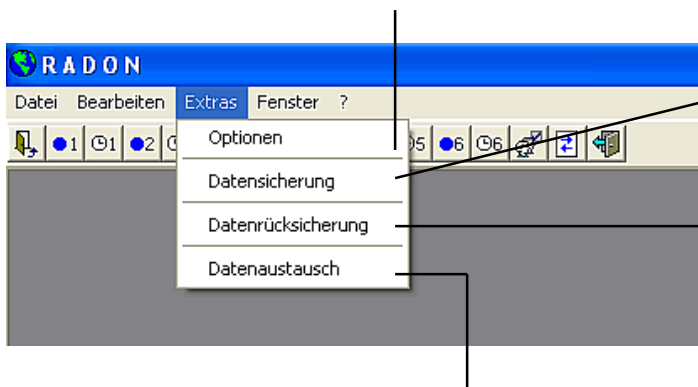 RADON
Datei Bearbeiten Extras Fenster ?
1 1 2 5 6 6
Optionen
Datensicherung
Datenrücksicherung
Datenaustausch